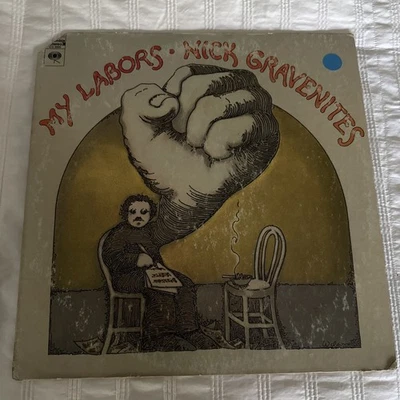 MY LABORS · NICK GRAVENITES